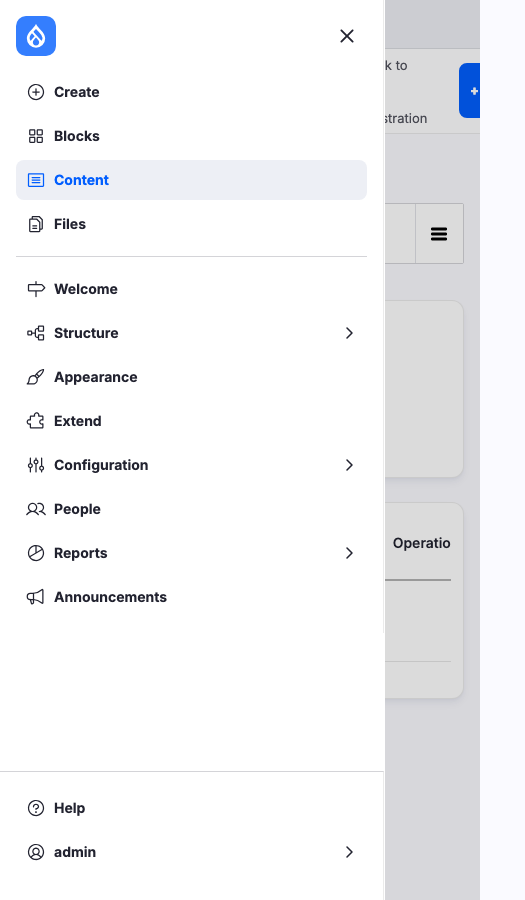 Create
Blocks
Content
Files
Welcome
Structure
Appearance
Extend
Configuration
People
Reports
Announcements
Help
admin
k to
stration
+
Operatio